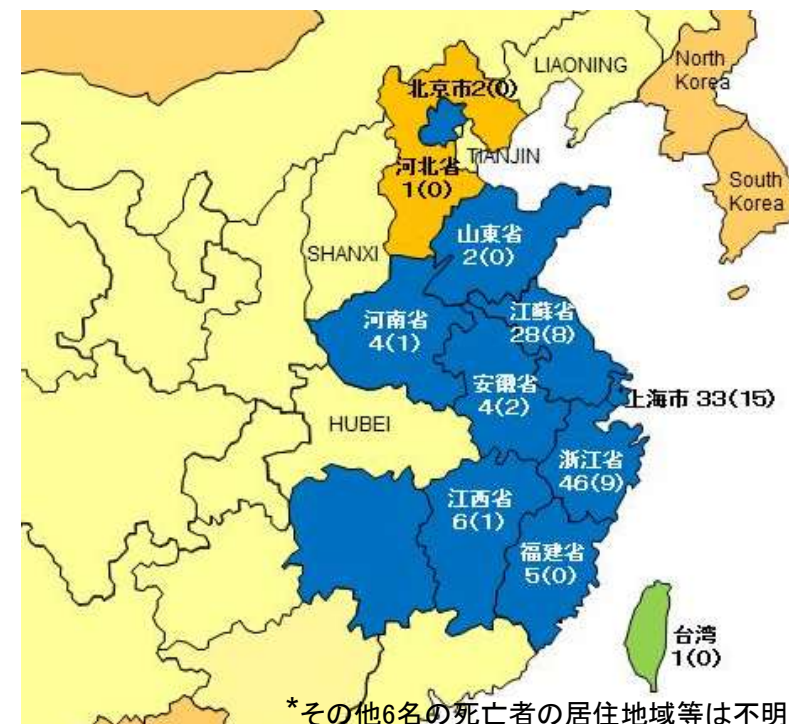 LIAONING
North
Korea
北京市2(0)
TIANJIN
河北省
1(0)
South
Korea
山東省
2(0)
SHANXI
江蘇省
28(8)
河南省
4(1)
安徽省
4(2)
上海市 33(15)
HUBEI
浙江省
46(9)
江西省
6(1)
福建省
5(0)
台湾
1(0)
*その他6名の死亡者の居住地域等は不明